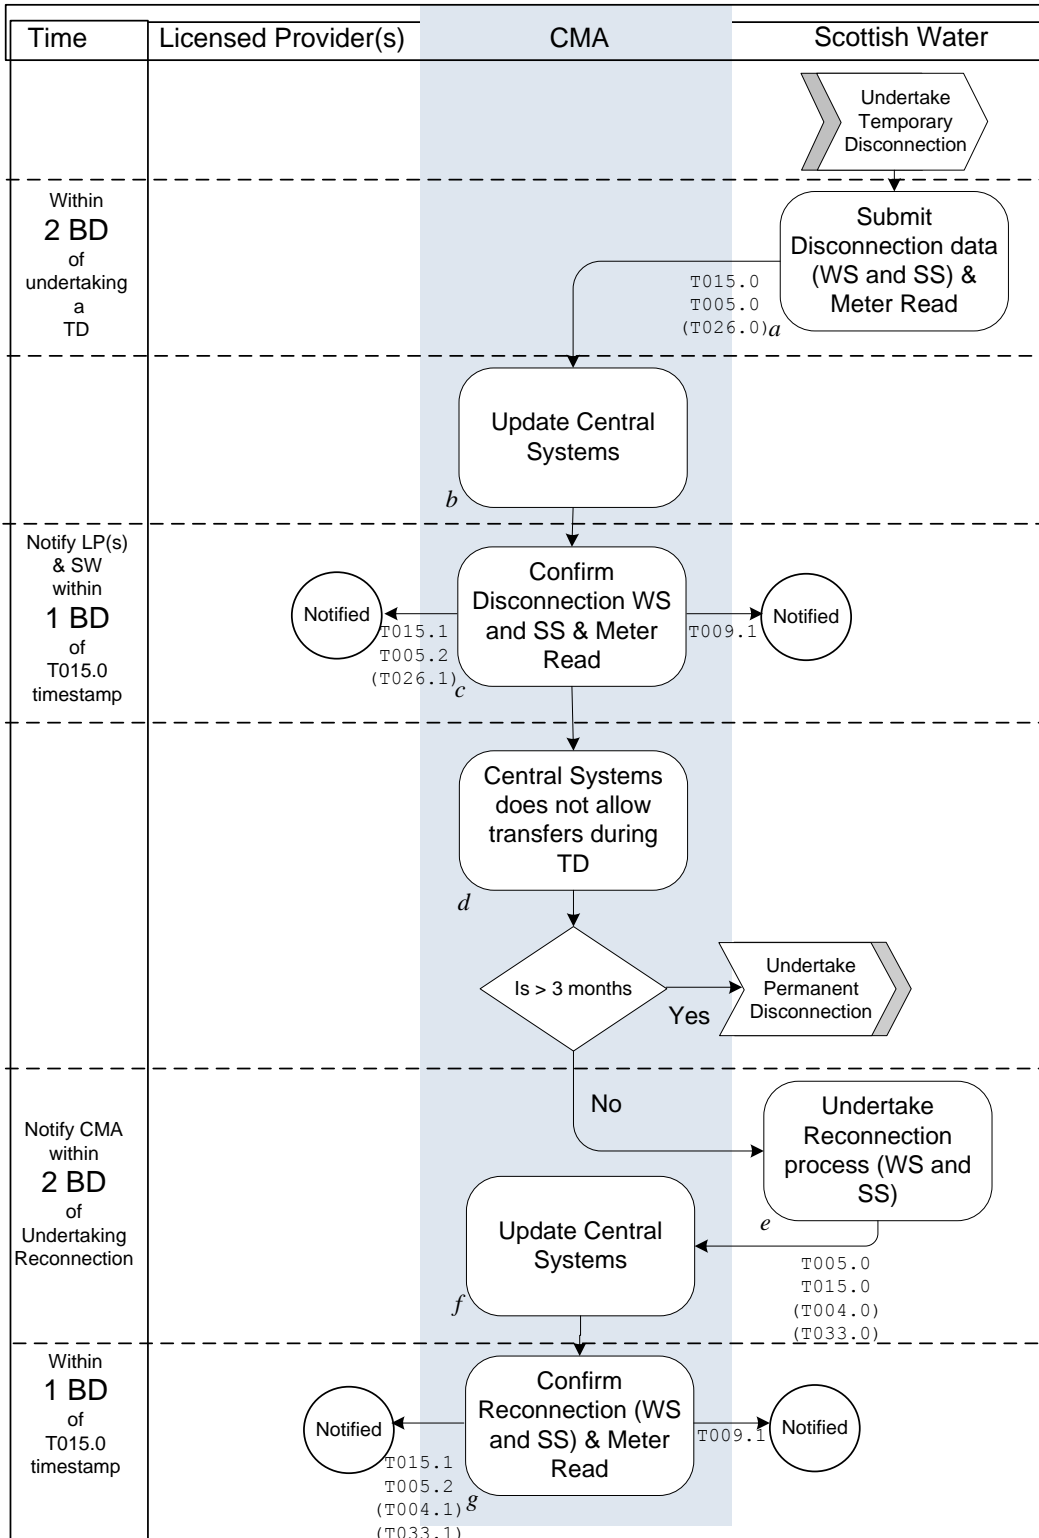 Time
Licensed Provider(s)
CMA
Scottish Water
Undertake
Temporary
Disconnection
Within
2 BD
of
undertaking
a
TD
Submit
Disconnection data
(WS and SS) &
Meter Read
T015.0
T005.0
(T026.0)
a
Update Central
Systems
b
Notify LP(s)
& SW
within
1 BD
of
T015.0
timestamp
Notified
Confirm
Disconnection WS
and SS & Meter
Read
Notified
T015.1
T005.2
(T026.1)
c
T009.1
Central Systems
does not allow
transfers during
TD
d
Is > 3 months
Yes
Undertake
Permanent
Disconnection
No
Notify CMA
within
2 BD
of
Undertaking
Reconnection
Undertake
Reconnection
process (WS and
SS)
e
Update Central
Systems
f
T005.0
T015.0
(T004.0)
(T033.0)
Within
1 BD
of
T015.0
timestamp
Notified
Confirm
Reconnection (WS
and SS) & Meter
Read
Notified
T009.1
T015.1
T005.2
(T004.1)
(T033.1)
g